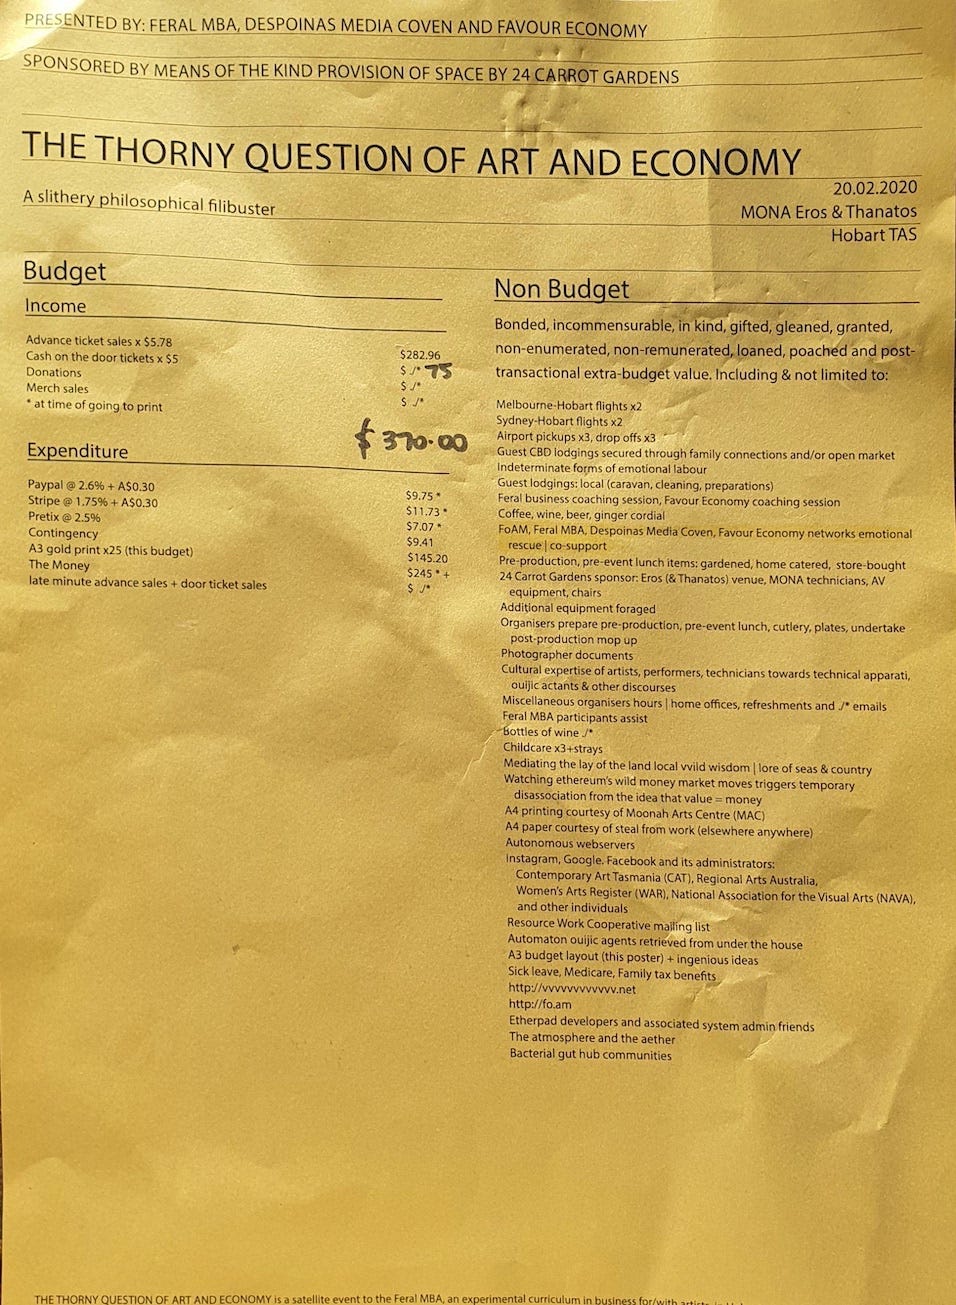 PRESENTED BY: FERAL MBA, DESPOINAS MEDIA COVEN AND FAVOUR ECONOMY
SPONSORED BY MEANS OF THE KIND PROVISION OF SPACE BY 24 CARROT GARDENS
THE THORNY QUESTION OF ART AND ECONOMY
A slithery philosophical filibuster
20.02.2020
MONA Eros & Thanatos
Hobart TAS
Budget
Income
Advance ticket sales x $5.78 $282.96
Cash on the door tickets x $5 $ ./* 75
Donations $ ./*
Merch sales $ ./*
* at time of going to print
$ 370.00
Expenditure
Paypal @ 2.6% + A$0.30 $9.75 *
Stripe @ 1.75% + A$0.30 $11.73 *
Pretix @ 2.5% $7.07 *
Contingency $9.41
A3 gold print x25 (this budget) $145.20
The Money $245 * +
late minute advance sales + door ticket sales $ ./*
Non Budget
Bonded, incommensurable, in kind, gifted, gleaned, granted,
non-enumerated, non-remunerated, loaned, poached and post-
transactional extra-budget value. Including & not limited to:
Melbourne-Hobart flights x2
Sydney-Hobart flights x2
Airport pickups x3, drop offs x3
Guest CBD lodgings secured through family connections and/or open market
Indeterminate forms of emotional labour
Guest lodgings: local (caravan, cleaning, preparations)
Feral business coaching session, Favour Economy coaching session
Coffee, wine, beer, ginger cordial
FoAM, Feral MBA, Despoinas Media Coven, Favour Economy networks emotional
rescue | co-support
Pre-production, pre-event lunch items: gardened, home catered, store-bought
24 Carrot Gardens sponsor: Eros (& Thanatos) venue, MONA technicians, AV
equipment, chairs
Additional equipment foraged
Organisers prepare pre-production, pre-event lunch, cutlery, plates, undertake
post-production mop up
Photographer documents
Cultural expertise of artists, performers, technicians towards technical apparati,
ouijic actants & other discourses
Miscellaneous organisers hours | home offices, refreshments and ./* emails
Feral MBA participants assist
Bottles of wine ./*
Childcare x3+strays
Mediating the lay of the land local vvild wisdom | lore of seas & country
Watching ethereum's wild money market moves triggers temporary
disassociation from the idea that value = money
A4 printing courtesy of Moonah Arts Centre (MAC)
A4 paper courtesy of steal from work (elsewhere anywhere)
Autonomous webservers
Instagram, Google. Facebook and its administrators:
Contemporary Art Tasmania (CAT), Regional Arts Australia,
Women's Arts Register (WAR), National Association for the Visual Arts (NAVA),
and other individuals
Resource Work Cooperative mailing list
Automaton ouijic agents retrieved from under the house
A3 budget layout (this poster) + ingenious ideas
Sick leave, Medicare, Family tax benefits
http://vvvvvvvvvvvv.net
http://fo.am
Etherpad developers and associated system admin friends
The atmosphere and the aether
Bacterial gut hub communities
THE THORNY QUESTION OF ART AND ECONOMY is a satellite event to the Feral MBA, an experimental curriculum in business for/with